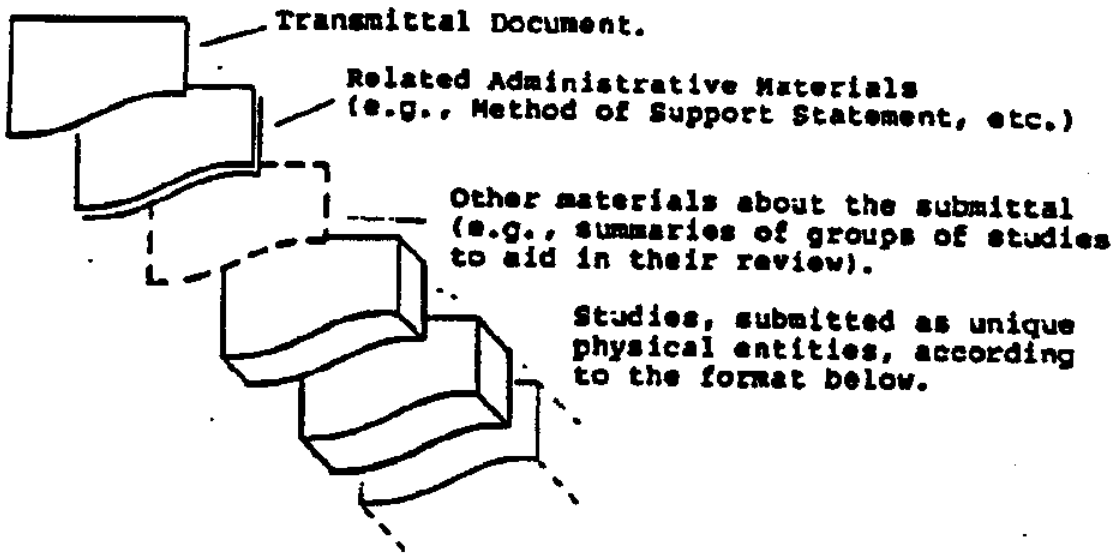 Transmittal Document.
Related Administrative Materials
(e.g., Method of Support Statement, etc.)
Other materials about the submittal
(e.g., summaries of groups of studies
to aid in their review).
Studies, submitted as unique
physical entities, according
to the format below.